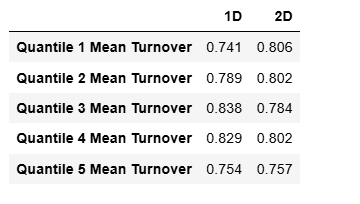 1D 2D
Quantile 1 Mean Turnover 0.741 0.806
Quantile 2 Mean Turnover 0.789 0.802
Quantile 3 Mean Turnover 0.838 0.784
Quantile 4 Mean Turnover 0.829 0.802
Quantile 5 Mean Turnover 0.754 0.757